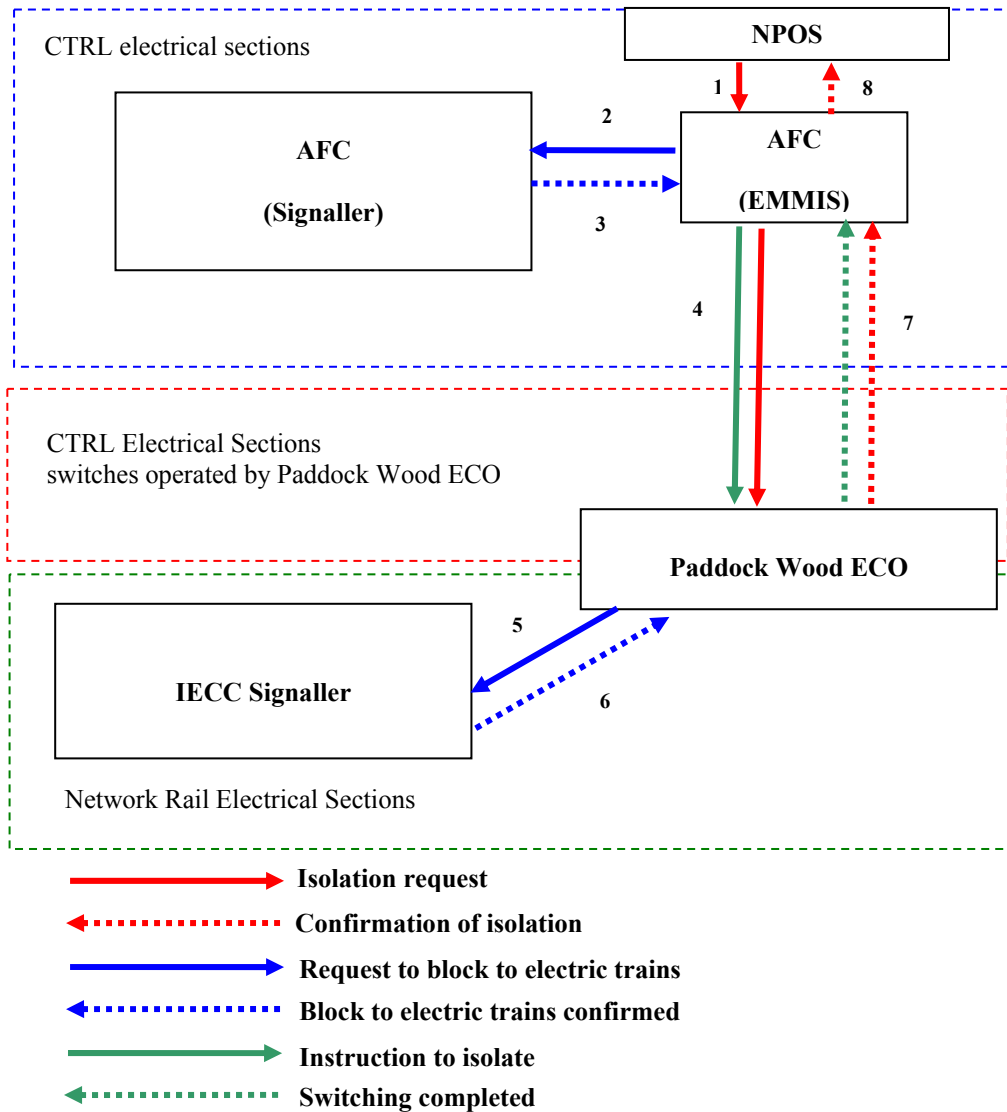 NPOS
CTRL electrical sections
1
8
2
AFC
(Signaller)
AFC
(EMMIS)
3
4
7
CTRL Electrical Sections
switches operated by Paddock Wood ECO
Paddock Wood ECO
5
IECC Signaller
6
Network Rail Electrical Sections
Isolation request
Confirmation of isolation
Request to block to electric trains
Block to electric trains confirmed
Instruction to isolate
Switching completed